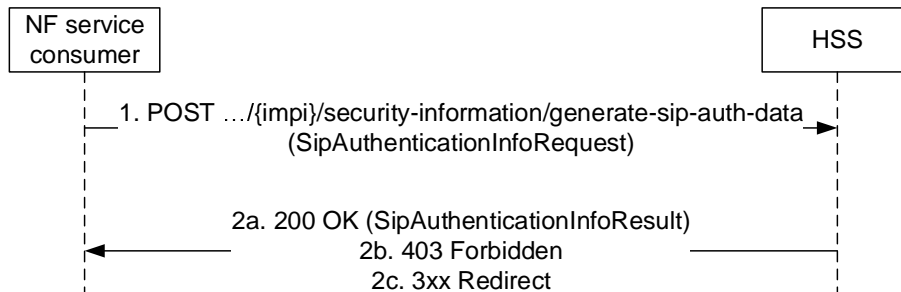 NF service
consumer
HSS
1. POST …/{impi}/security-information/generate-sip-auth-data
(SipAuthenticationInfoRequest)
2a. 200 OK (SipAuthenticationInfoResult)
2b. 403 Forbidden
2c. 3xx Redirect